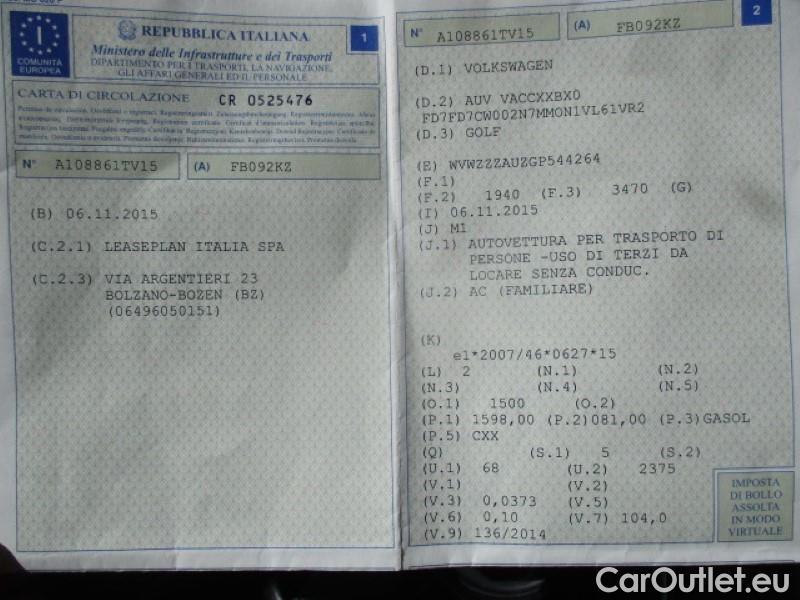 I
COMUNITÀ
EUROPEA
REPUBBLICA ITALIANA
Ministero delle Infrastrutture e dei Trasporti
DIPARTIMENTO PER I TRASPORTI, LA NAVIGAZIONE,
GLI AFFARI GENERALI ED IL PERSONALE
1
CARTA DI CIRCOLAZIONE CR 0525476
N° A108861TV15 (A) FB092KZ
(B) 06.11.2015
(C.2.1) LEASEPLAN ITALIA SPA
(C.2.3) VIA ARGENTIERI 23
BOLZANO-BOZEN (BZ)
(06496050151)
N° A108861TV15 (A) FB092KZ
2
(D.1) VOLKSWAGEN
(D.2) AUV VACCXXBX0
FD7FD7CW002N7MMON1VL61VR2
(D.3) GOLF
(E) WVWZZZAUZGP544264
(F.1)
(F.2) 1940 (F.3) 3470 (G)
(I) 06.11.2015
(J) M1
(J.1) AUTOVETTURA PER TRASPORTO DI
PERSONE -USO DI TERZI DA
LOCARE SENZA CONDUC.
(J.2) AC (FAMILIARE)
(K)
e1*2007/46*0627*15
(L) 2 (N.1) (N.2)
(N.3) (N.4) (N.5)
(O.1) 1500 (O.2)
(P.1) 1598,00 (P.2)081,00 (P.3)GASOL
(P.5) CXX
(Q) (S.1) 5 (S.2)
(U.1) 68 (U.2) 2375
(V.1) (V.2)
(V.3) 0,0373 (V.5)
(V.6) 0,10 (V.7) 104,0
(V.9) 136/2014
IMPOSTA
DI BOLLO
ASSOLTA
IN MODO
VIRTUALE
CarOutlet.eu